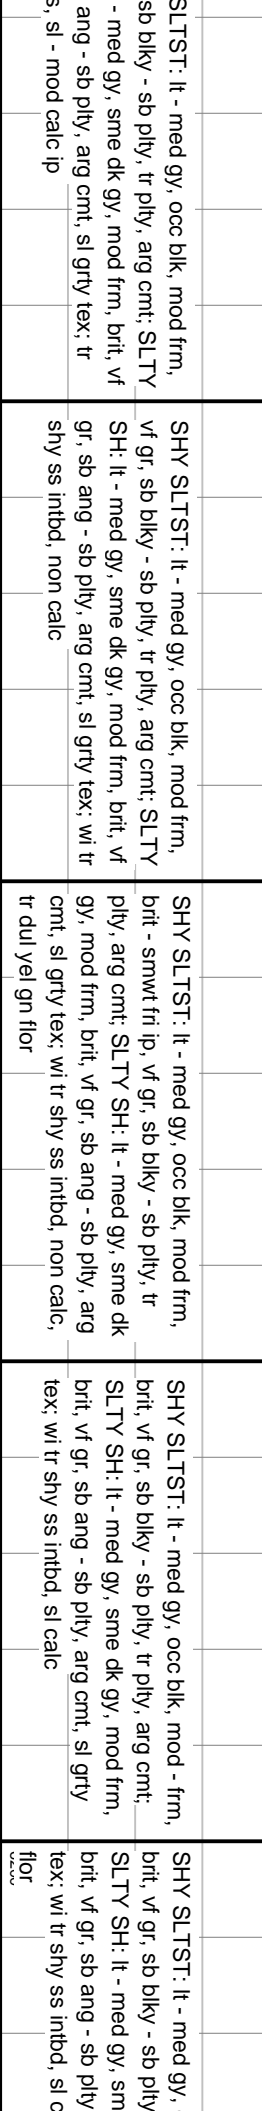 SLTST: lt - med gy, occ blk, mod frm,
sb blky - sb plty, tr plty, arg cmt; SLTY
- med gy, sme dk gy, mod frm, brit, vf
ang - sb plty, arg cmt, sl grty tex; tr
s, sl - mod calc ip
SHY SLTST: lt - med gy, occ blk, mod frm,
vf gr, sb blky - sb plty, tr plty, arg cmt; SLTY
SH: lt - med gy, sme dk gy, mod frm, brit, vf
gr, sb ang - sb plty, arg cmt, sl grty tex; wi tr
shy ss intbd, non calc
SHY SLTST: lt - med gy, occ blk, mod frm,
brit - smwt fri ip, vf gr, sb blky - sb plty, tr
plty, arg cmt; SLTY SH: lt - med gy, sme dk
gy, mod frm, brit, vf gr, sb ang - sb plty, arg
cmt, sl grty tex; wi tr shy ss intbd, non calc,
tr dul yel gn flor
SHY SLTST: lt - med gy, occ blk, mod - frm,
brit, vf gr, sb blky - sb plty, tr plty, arg cmt;
SLTY SH: lt - med gy, sme dk gy, mod frm,
brit, vf gr, sb ang - sb plty, arg cmt, sl grty
tex; wi tr shy ss intbd, sl calc
SHY SLTST: lt - med gy,
brit, vf gr, sb blky - sb plty
SLTY SH: lt - med gy, sm
brit, vf gr, sb ang - sb plty
tex; wi tr shy ss intbd, sl c
flor